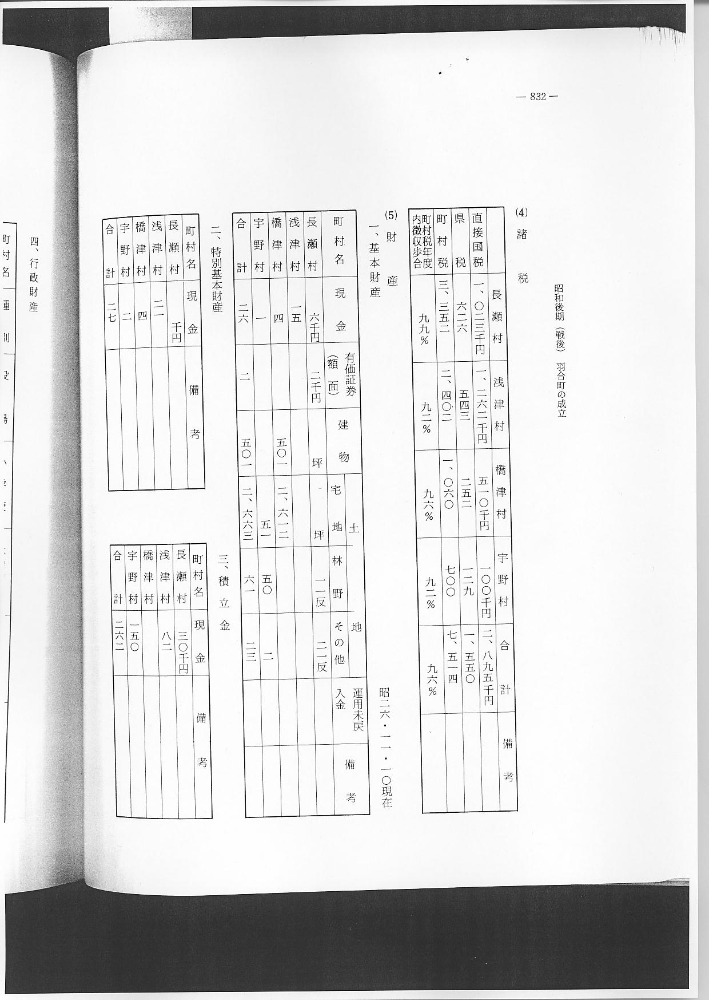 — 832 —
昭和後期（戦後） 羽合町の成立
(4) 諸税
長瀬村 浅津村 橋津村 宇野村 合計 備考
直接国税 一、〇二三千円 一、二六二千円 五一〇千円 一〇〇千円 二、八九五千円
県税 六二六 五四三 二五二 一二九 一、五五〇
町村税 三、三五二 二、四〇二 一、〇六〇 七〇〇 七、五一四
町村税年度内徴収歩合 九九% 九二% 九六% 九二% 九六%
(5) 財産
昭二六・一一・一〇現在
一、基本財産
町村名 現金 有価証券（額面） 建物 土地 宅地 林野 その他 運用未戻入金 備考
長瀬村 六千円 二千円 坪 坪 一一反 二一反
浅津村 一五
橋津村 四 五〇一 二、六一二
宇野村 一 五一 五〇 二
合計 二六 二 五〇一 二、六六三 六一 二三
二、特別基本財産
町村名 現金 備考
長瀬村 千円
浅津村 二一
橋津村 四
宇野村 二
合計 二七
三、積立金
町村名 現金 備考
長瀬村 三〇千円
浅津村 八二
橋津村
宇野村 一五〇
合計 二六二
四、行政財産
町村名 種別